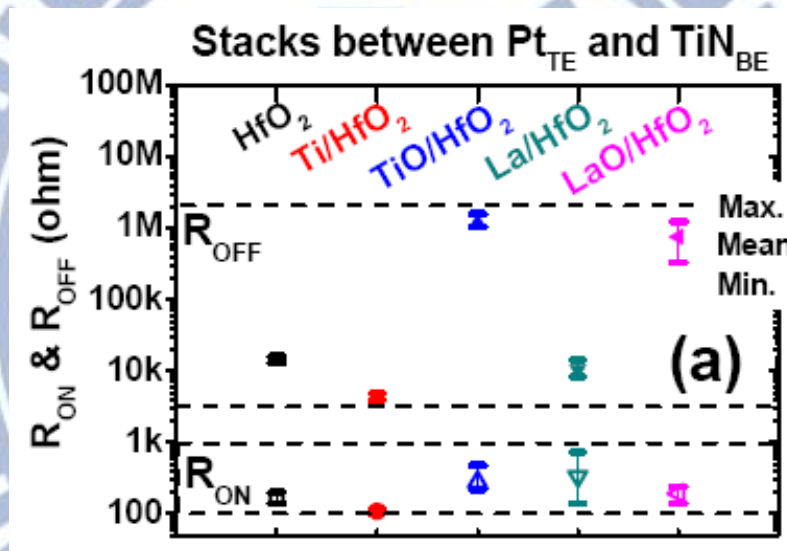 Stacks between Pt_TE and TiN_BE
100M
10M
1M
100k
10k
1k
100
R_ON & R_OFF (ohm)
HfO₂
Ti/HfO₂
TiO/HfO₂
La/HfO₂
LaO/HfO₂
R_OFF
Max.
Mean
Min.
(a)
R_ON